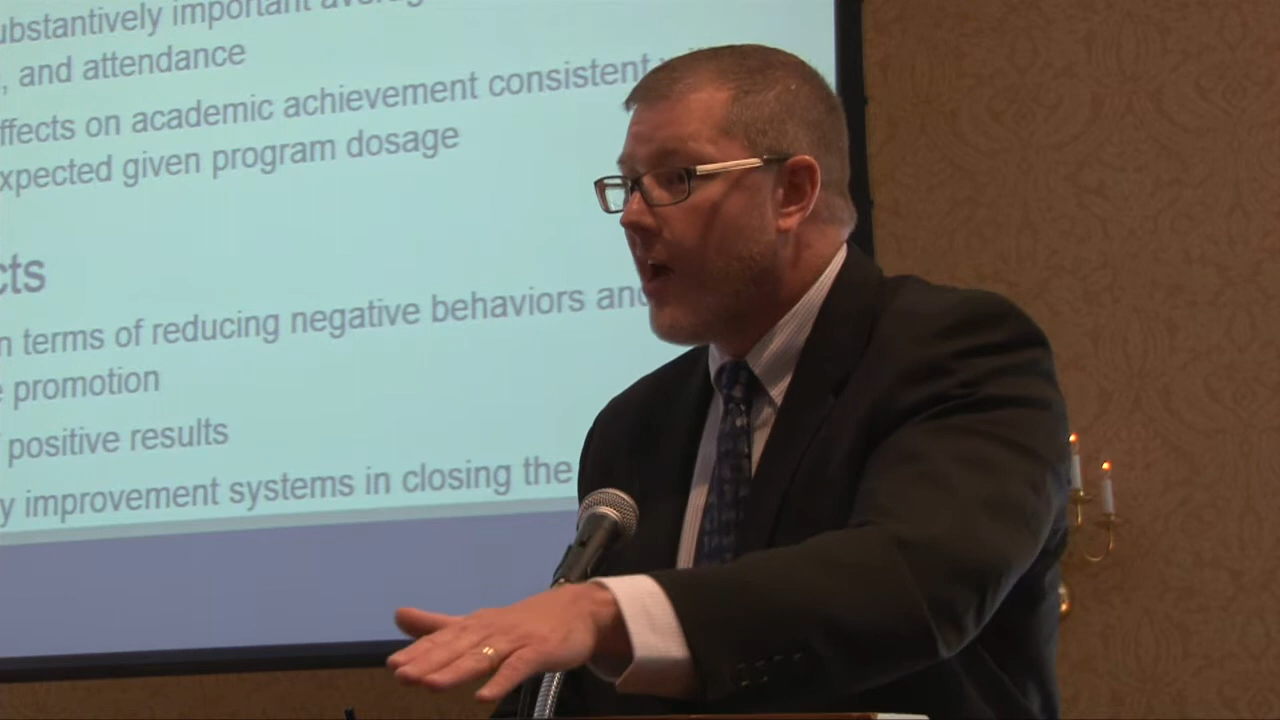 ubstantively important averag
, and attendance
ffects on academic achievement consistent
xpected given program dosage
cts
n terms of reducing negative behaviors and
e promotion
f positive results
y improvement systems in closing the